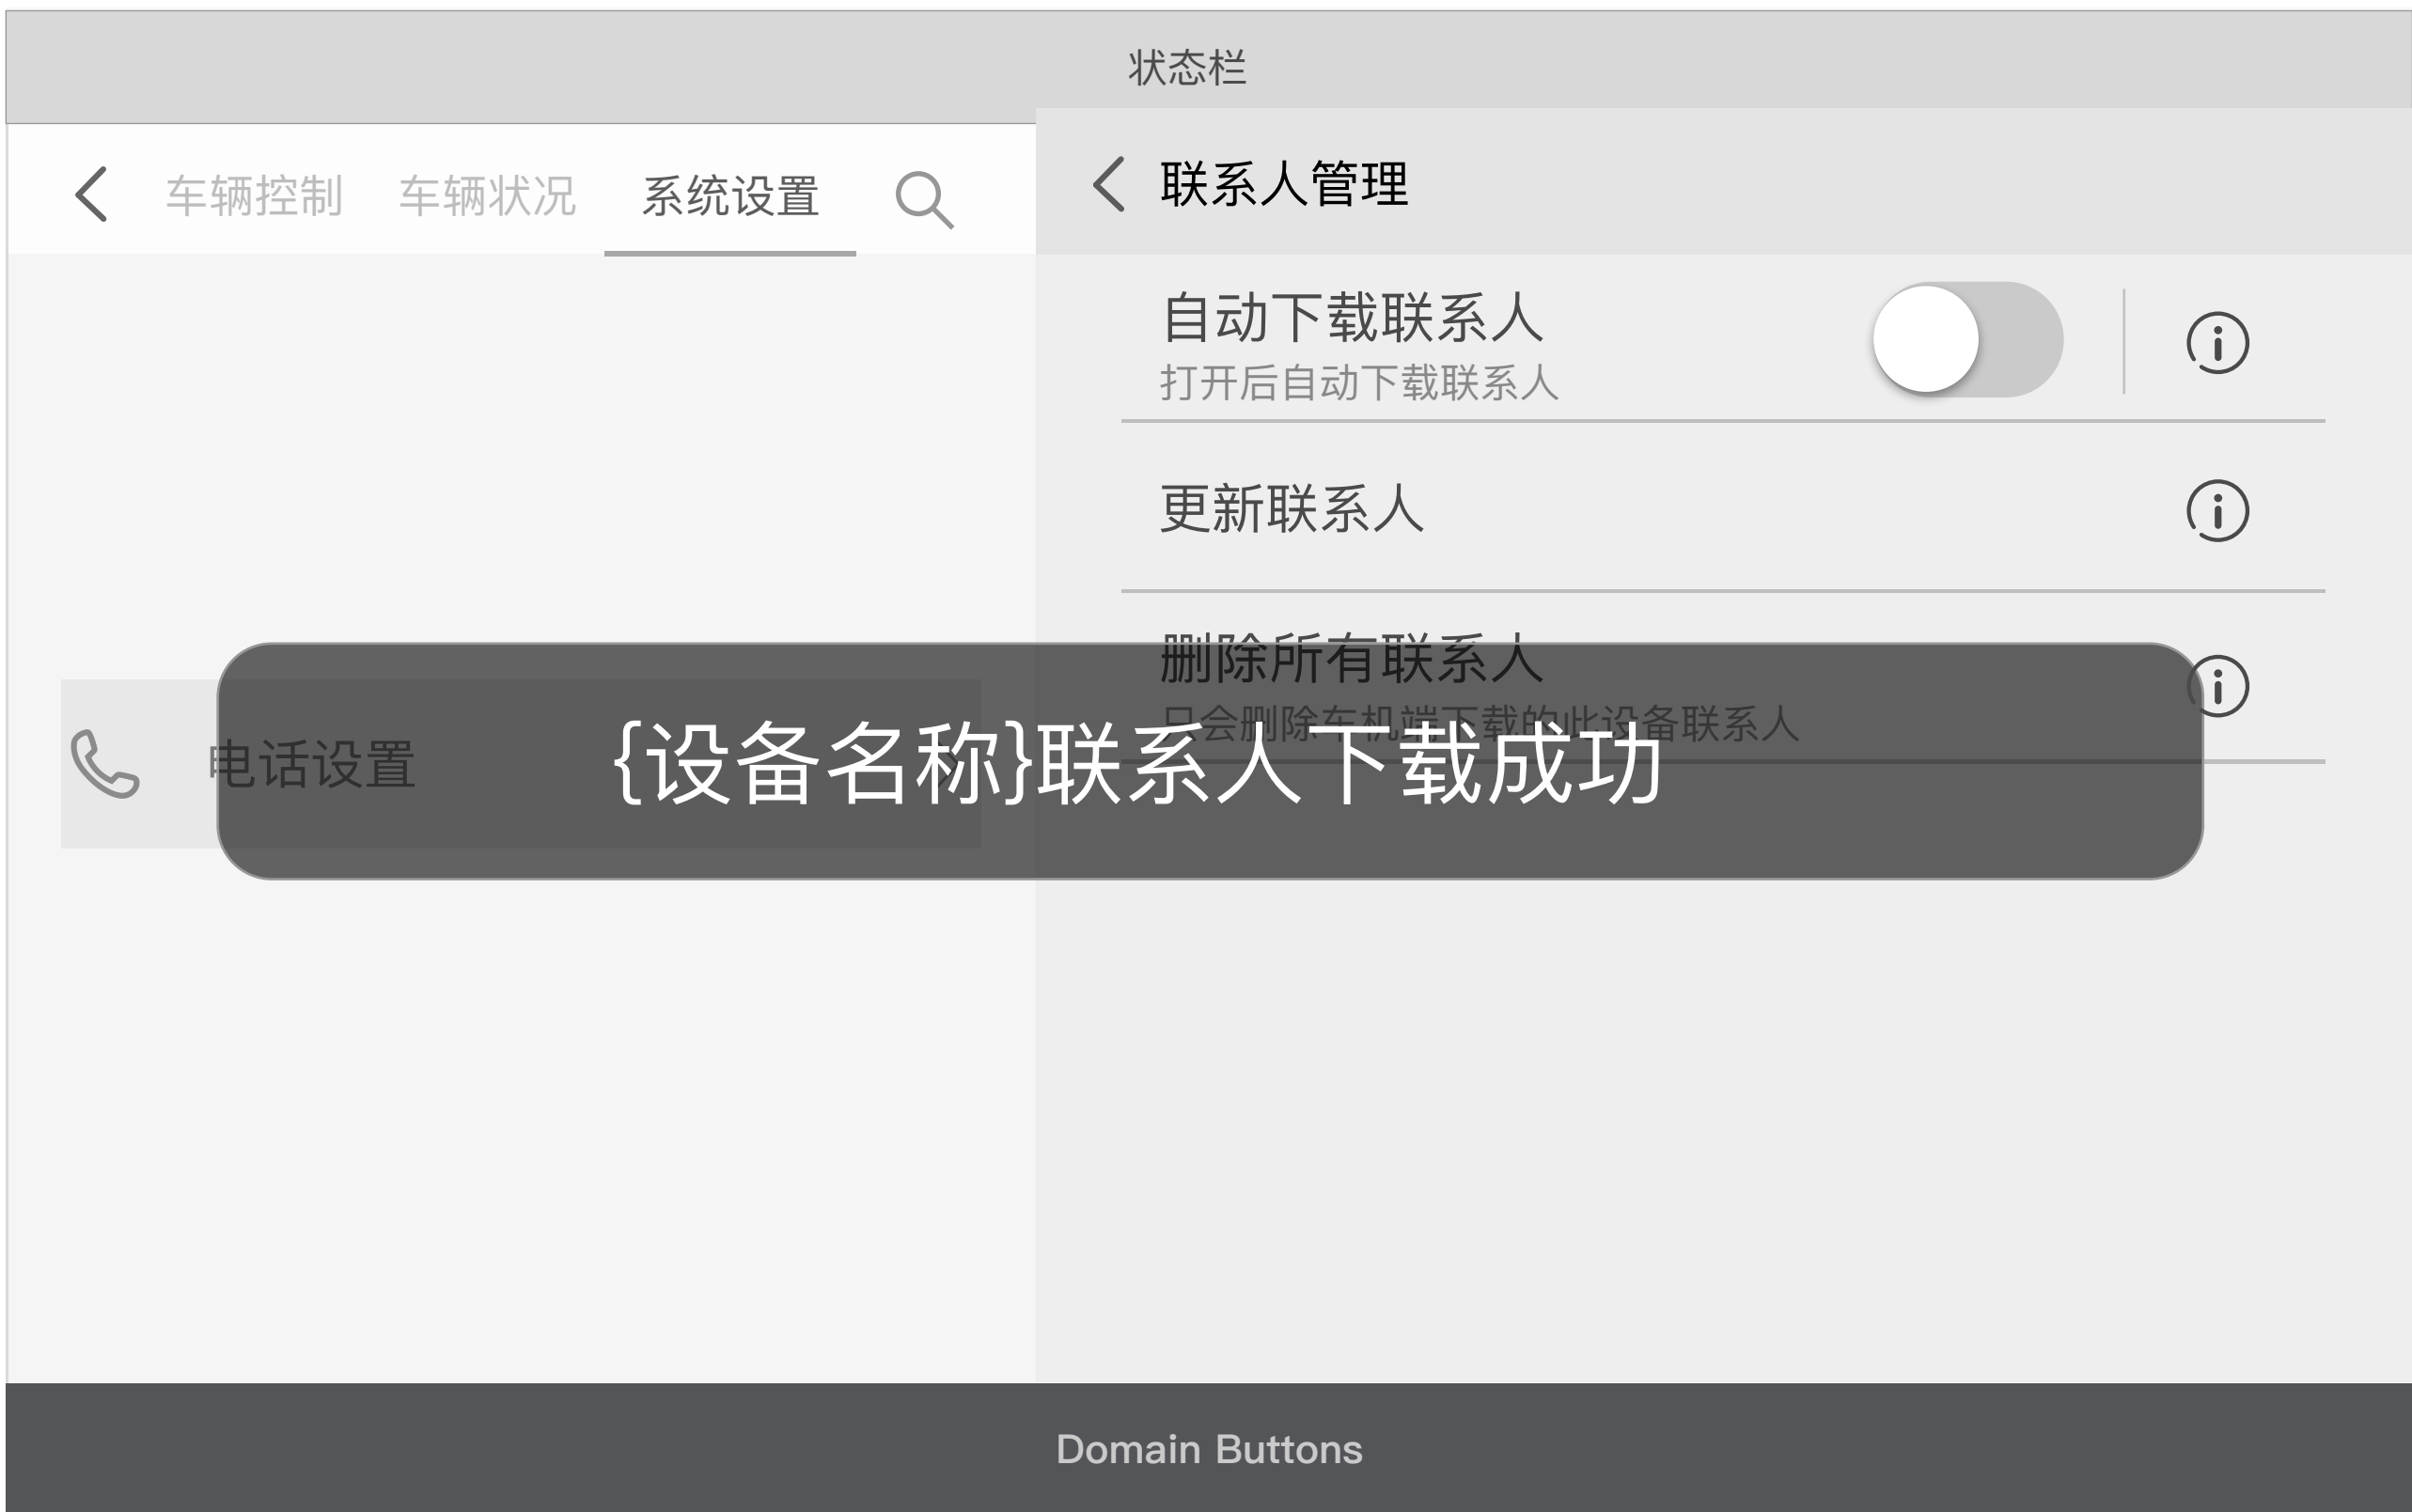 状态栏
车辆控制 车辆状况 系统设置
联系人管理
自动下载联系人
打开后自动下载联系人
更新联系人
删除所有联系人
只会删除车机端下载的此设备联系人
电话设置
{设备名称}联系人下载成功
Domain Buttons